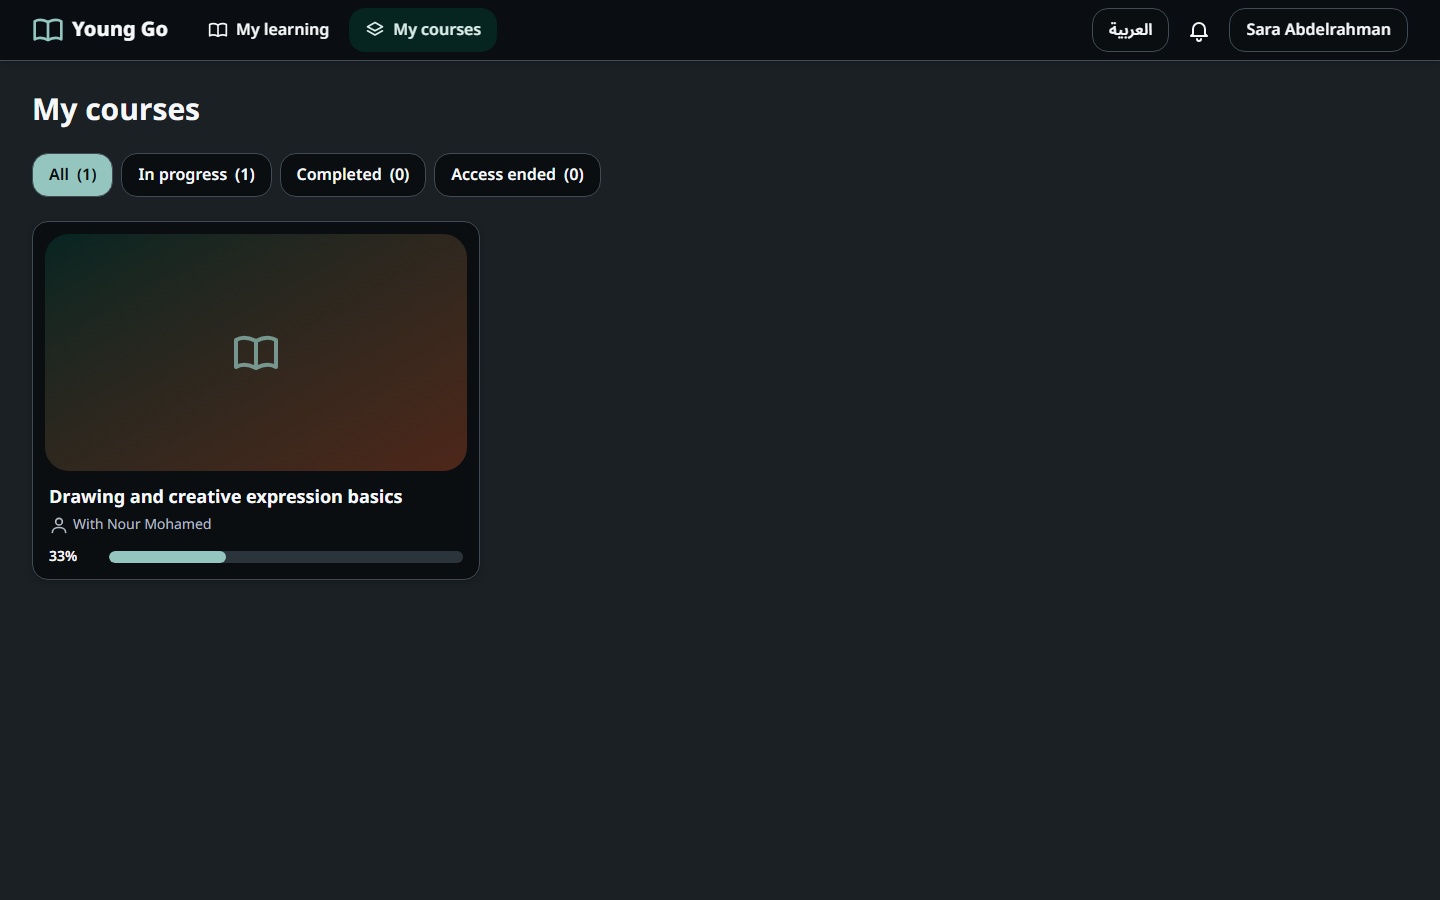 Young Go
My learning
My courses
العربية
Sara Abdelrahman
My courses
All (1)
In progress (1)
Completed (0)
Access ended (0)
Drawing and creative expression basics
With Nour Mohamed
33%